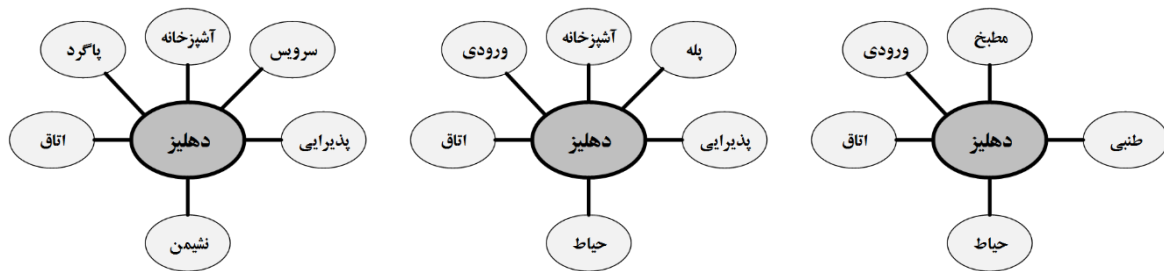 مطبخ
ورودی
طنبی
دهلیز
اتاق
حیاط
پله
آشپزخانه
ورودی
پذیرایی
دهلیز
اتاق
حیاط
سرویس
آشپزخانه
پاگرد
پذیرایی
دهلیز
اتاق
نشیمن